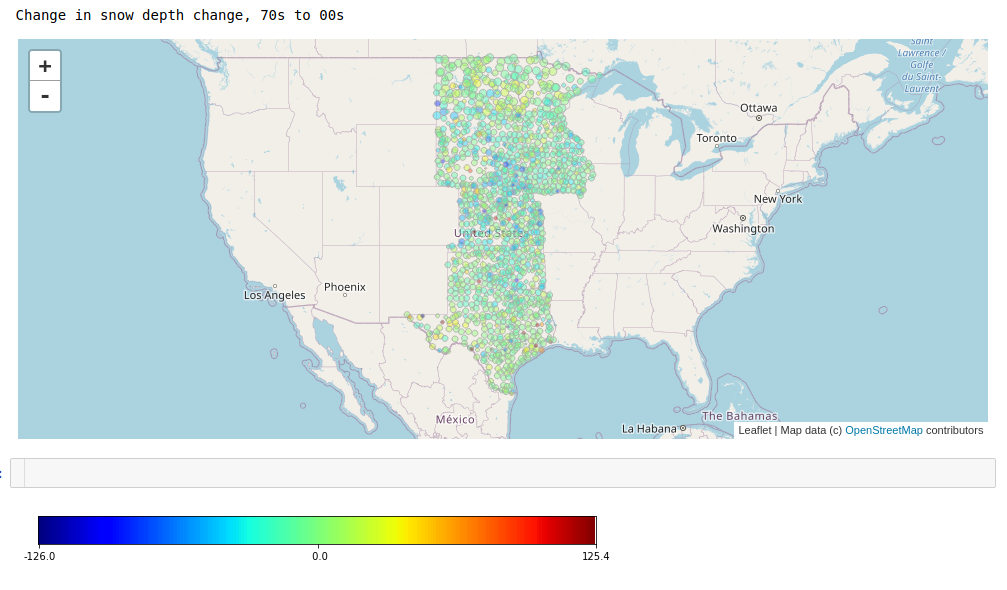 Change in snow depth change, 70s to 00s
+
-
Saint
Lawrence /
Golfe
du Saint-
Laurent
Ottawa
Toronto
New York
Washington
United States
Los Angeles
Phoenix
México
The Bahamas
La Habana
Leaflet | Map data (c) OpenStreetMap contributors
:
-126.0
0.0
125.4